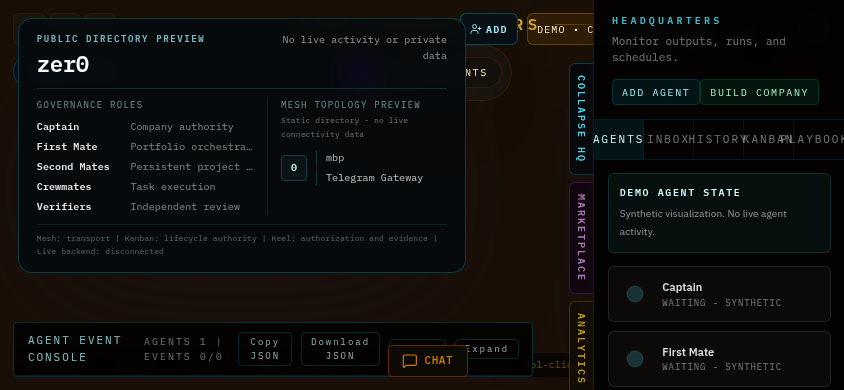 PUBLIC DIRECTORY PREVIEW
zer0
No live activity or private
data
GOVERNANCE ROLES
Captain Company authority
First Mate Portfolio orchestra…
Second Mates Persistent project …
Crewmates Task execution
Verifiers Independent review
MESH TOPOLOGY PREVIEW
Static directory - no live
connectivity data
0
mbp
Telegram Gateway
Mesh: transport | Kanban: lifecycle authority | Keel: authorization and evidence |
Live backend: disconnected
ADD
DEMO • C
NTS
COLLAPSE HQ
MARKETPLACE
ANALYTICS
HEADQUARTERS
Monitor outputs, runs, and
schedules.
ADD AGENT
BUILD COMPANY
AGENTS
INBOX
HISTORY
KANBAN
PLAYBOOK
DEMO AGENT STATE
Synthetic visualization. No live agent
activity.
Captain
WAITING - SYNTHETIC
First Mate
WAITING - SYNTHETIC
AGENT EVENT
CONSOLE
AGENTS 1 |
EVENTS 0/0
Copy
JSON
Download
JSON
Expand
CHAT